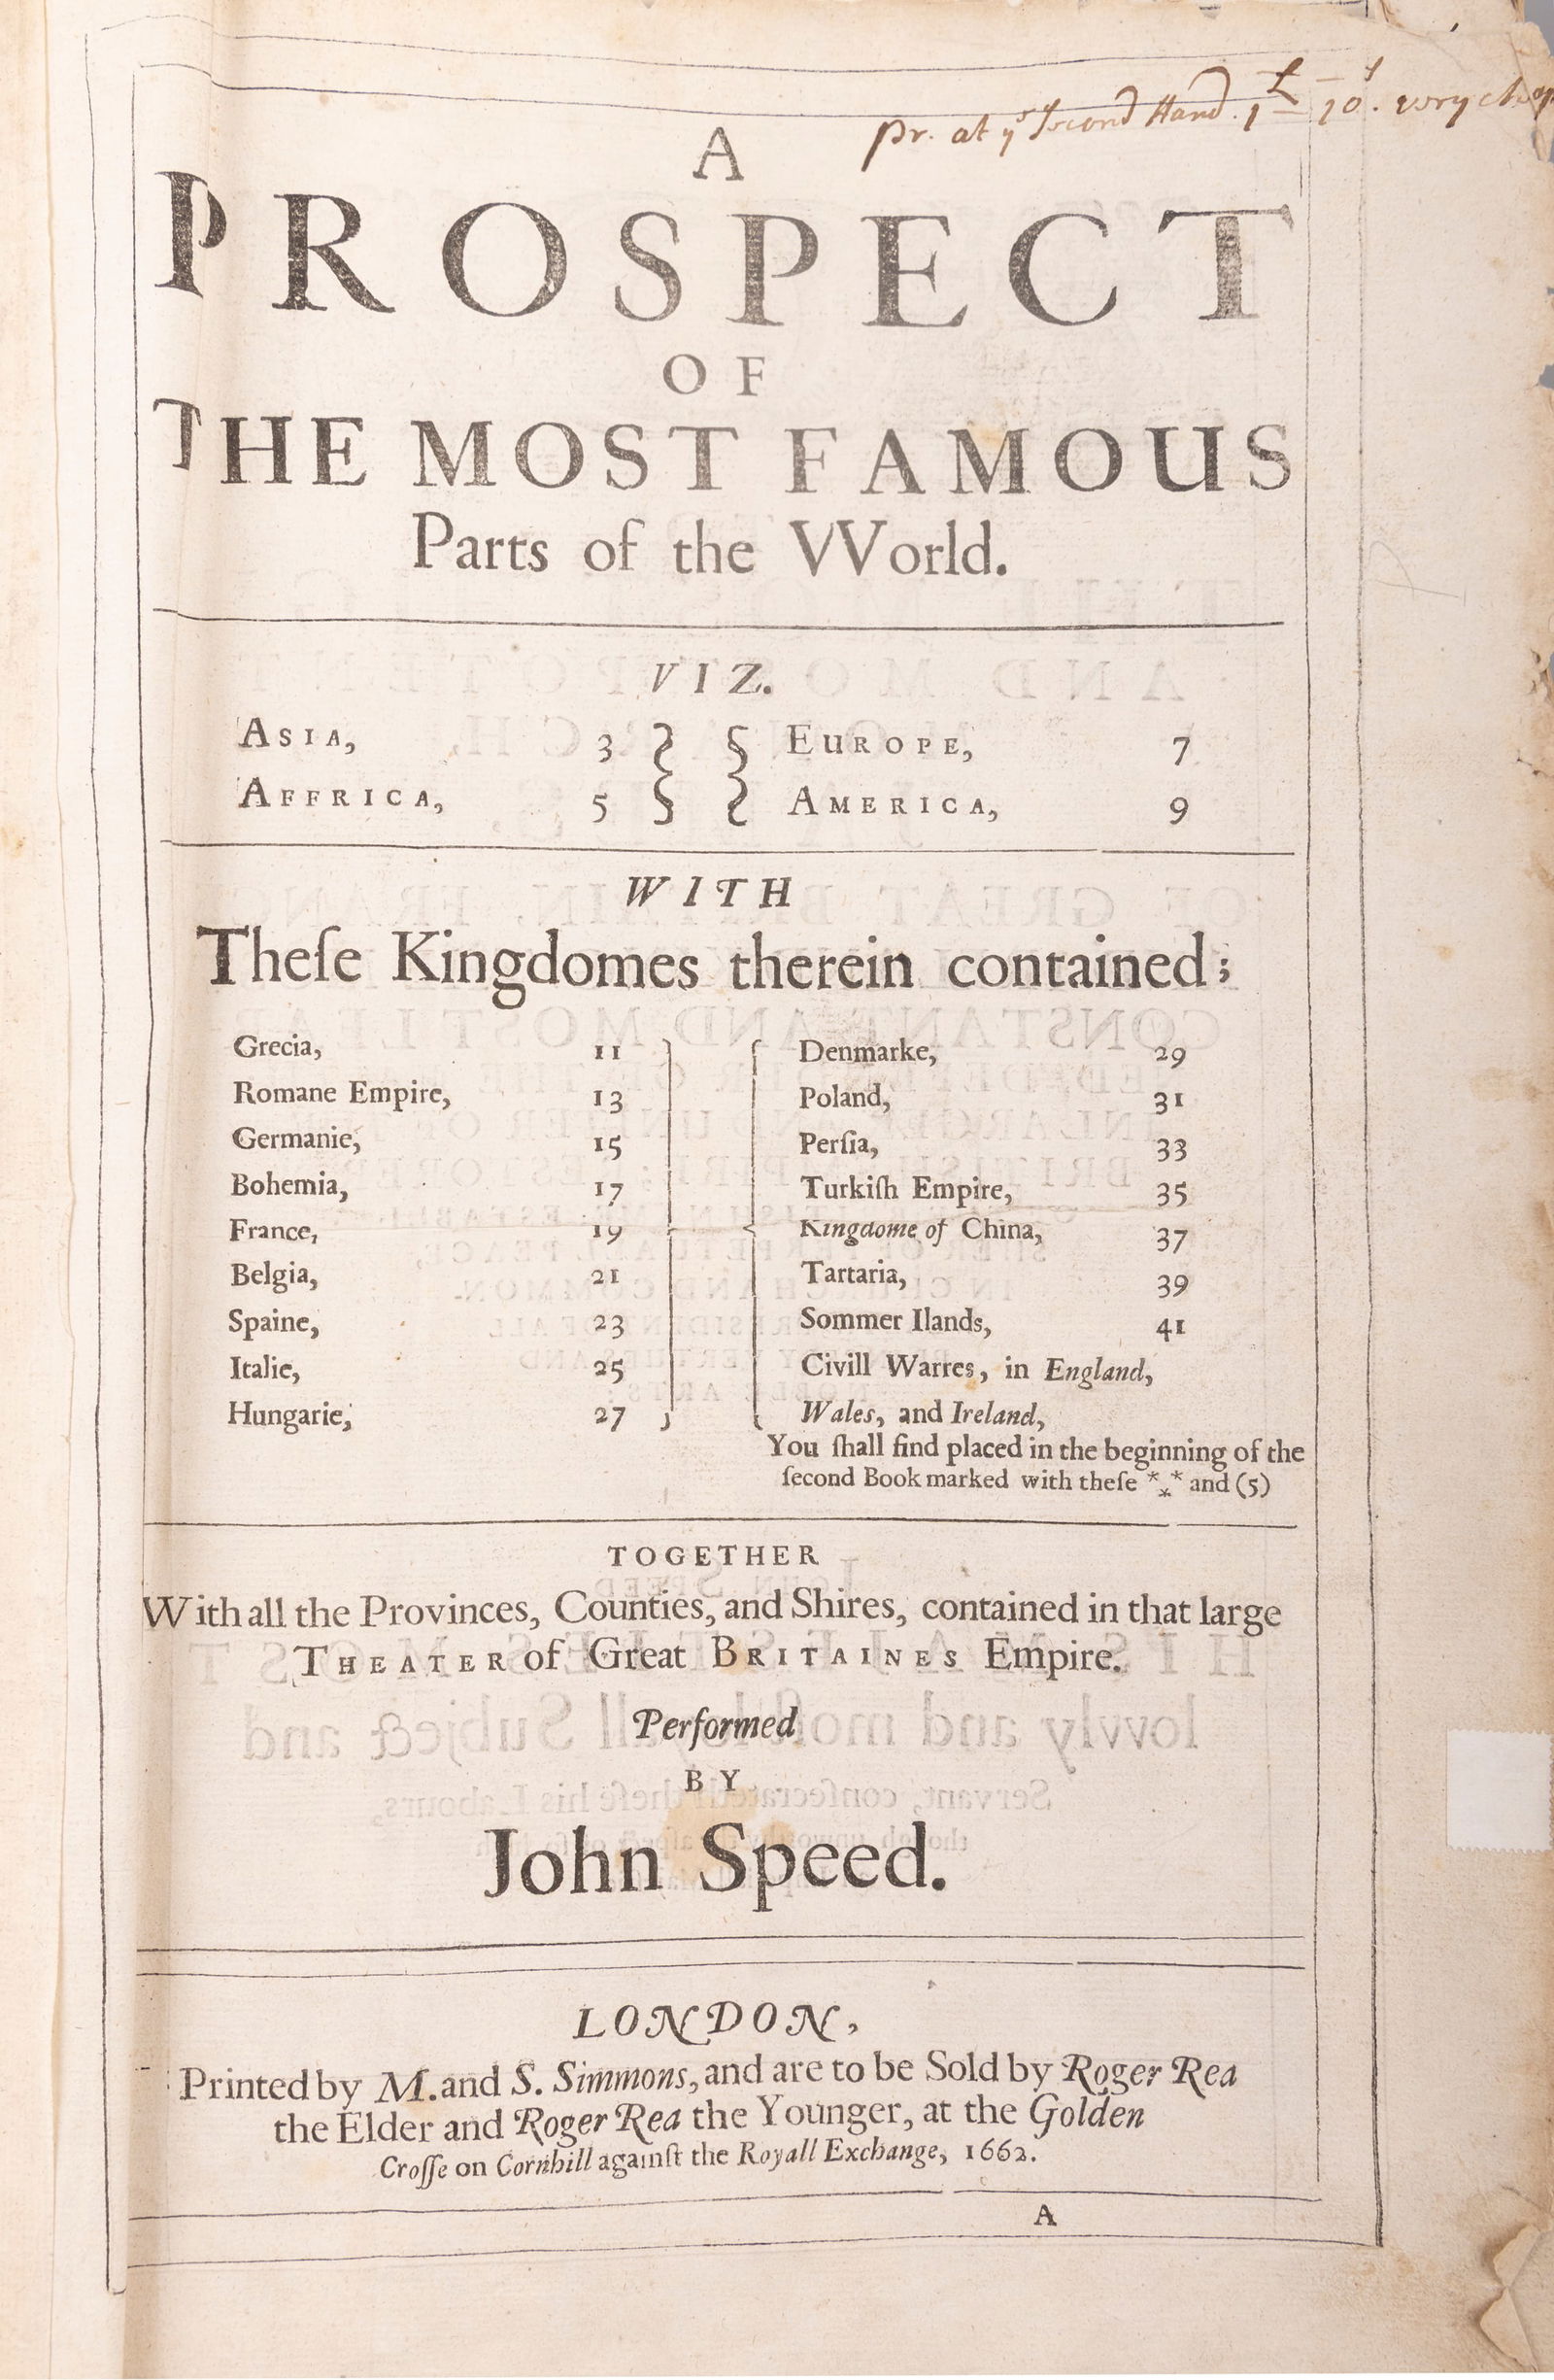 Pr. at yᵉ Second Hand. 1£ – 10ˢ. very cheap
A
PROSPECT
OF
THE MOST FAMOUS
Parts of the VVorld.
VIZ.
ASIA, 3 EUROPE, 7
AFFRICA, 5 AMERICA, 9
WITH
Theſe Kingdomes therein contained;
Grecia, 11 Denmarke, 29
Romane Empire, 13 Poland, 31
Germanie, 15 Perſia, 33
Bohemia, 17 Turkiſh Empire, 35
France, 19 Kingdome of China, 37
Belgia, 21 Tartaria, 39
Spaine, 23 Sommer Ilands, 41
Italie, 25 Civill Warres, in England,
Hungarie, 27 Wales, and Ireland,
You ſhall find placed in the beginning of the
ſecond Book marked with theſe *⁎* and (5)
TOGETHER
With all the Provinces, Counties, and Shires, contained in that large
THEATER of Great BRITAINES Empire.
Performed
BY
John Speed.
LONDON,
Printed by M. and S. Simmons, and are to be Sold by Roger Rea
the Elder and Roger Rea the Younger, at the Golden
Croſſe on Cornhill againſt the Royall Exchange, 1662.
A